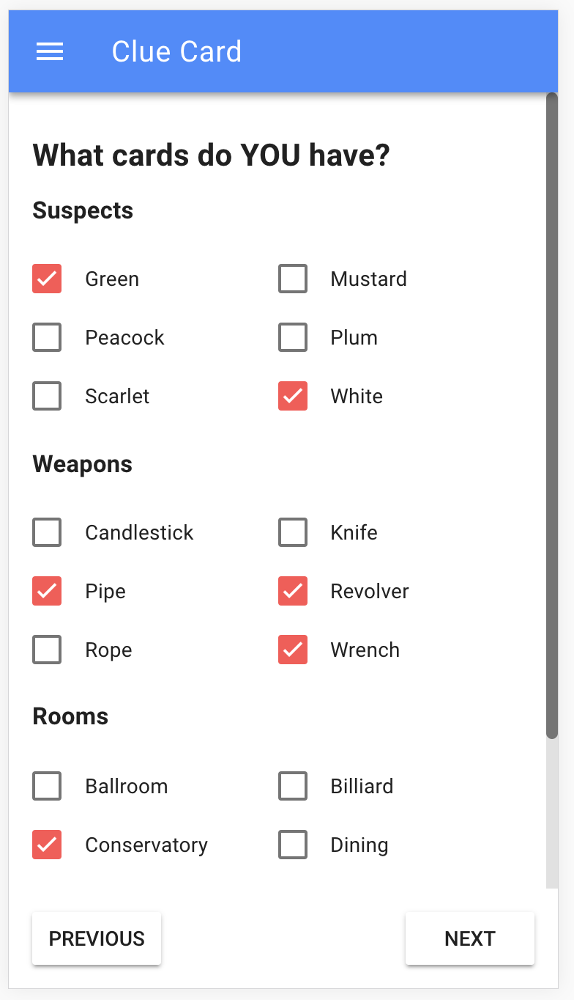 Clue Card
What cards do YOU have?
Suspects
Green Mustard
Peacock Plum
Scarlet White
Weapons
Candlestick Knife
Pipe Revolver
Rope Wrench
Rooms
Ballroom Billiard
Conservatory Dining
PREVIOUS NEXT